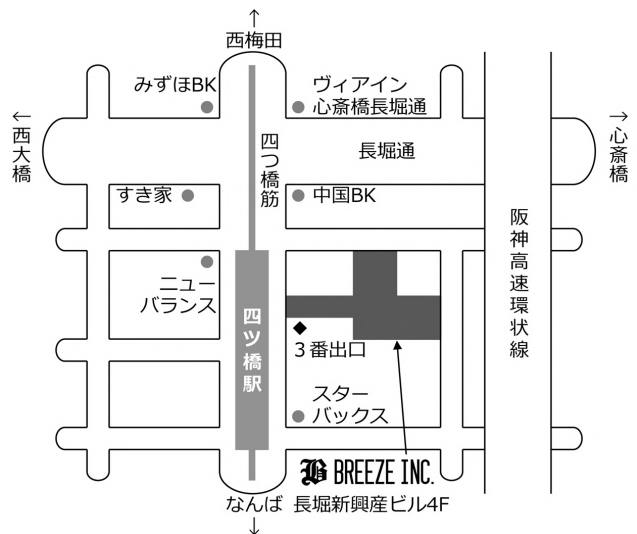 ↑
西梅田
みずほBK
ヴィアイン
心斎橋長堀通
←
西大橋
四つ橋筋
長堀通
→
心斎橋
すき家
中国BK
阪神高速環状線
ニュー
バランス
四ツ橋駅
3番出口
スター
バックス
B BREEZE INC.
なんば
長堀新興産ビル4F
↓